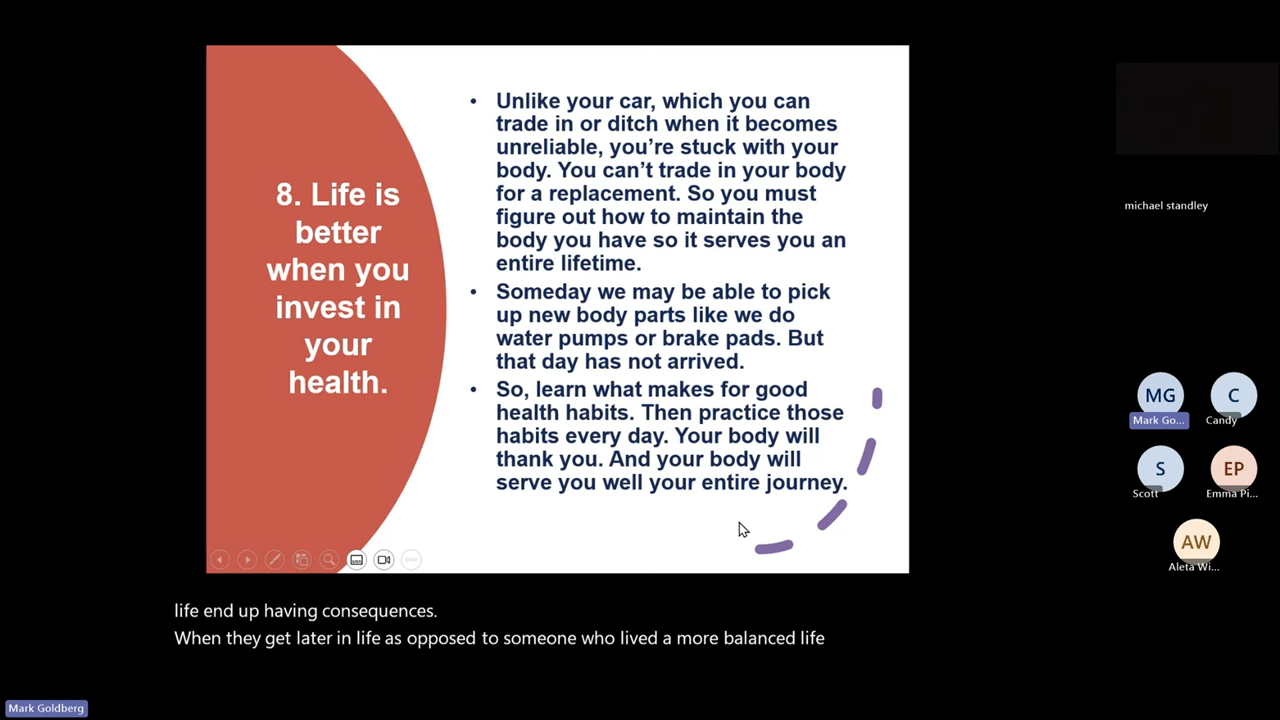 8. Life is
better
when you
invest in
your
health.
• Unlike your car, which you can
trade in or ditch when it becomes
unreliable, you’re stuck with your
body. You can’t trade in your body
for a replacement. So you must
figure out how to maintain the
body you have so it serves you an
entire lifetime.
• Someday we may be able to pick
up new body parts like we do
water pumps or brake pads. But
that day has not arrived.
• So, learn what makes for good
health habits. Then practice those
habits every day. Your body will
thank you. And your body will
serve you well your entire journey.
michael standley
MG
Mark Go...
C
Candy
S
Scott
EP
Emma Pi...
AW
Aleta Wi...
life end up having consequences.
When they get later in life as opposed to someone who lived a more balanced life
Mark Goldberg